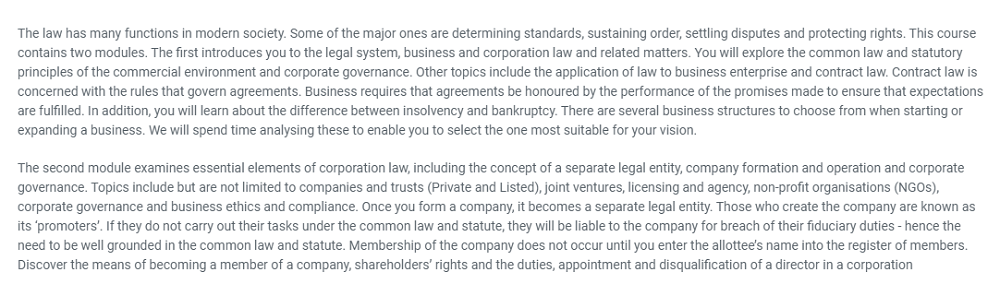 The law has many functions in modern society. Some of the major ones are determining standards, sustaining order, settling disputes and protecting rights. This course
contains two modules. The first introduces you to the legal system, business and corporation law and related matters. You will explore the common law and statutory
principles of the commercial environment and corporate governance. Other topics include the application of law to business enterprise and contract law. Contract law is
concerned with the rules that govern agreements. Business requires that agreements be honoured by the performance of the promises made to ensure that expectations
are fulfilled. In addition, you will learn about the difference between insolvency and bankruptcy. There are several business structures to choose from when starting or
expanding a business. We will spend time analysing these to enable you to select the one most suitable for your vision.
The second module examines essential elements of corporation law, including the concept of a separate legal entity, company formation and operation and corporate
governance. Topics include but are not limited to companies and trusts (Private and Listed), joint ventures, licensing and agency, non-profit organisations (NGOs),
corporate governance and business ethics and compliance. Once you form a company, it becomes a separate legal entity. Those who create the company are known as
its ‘promoters’. If they do not carry out their tasks under the common law and statute, they will be liable to the company for breach of their fiduciary duties - hence the
need to be well grounded in the common law and statute. Membership of the company does not occur until you enter the allottee’s name into the register of members.
Discover the means of becoming a member of a company, shareholders’ rights and the duties, appointment and disqualification of a director in a corporation